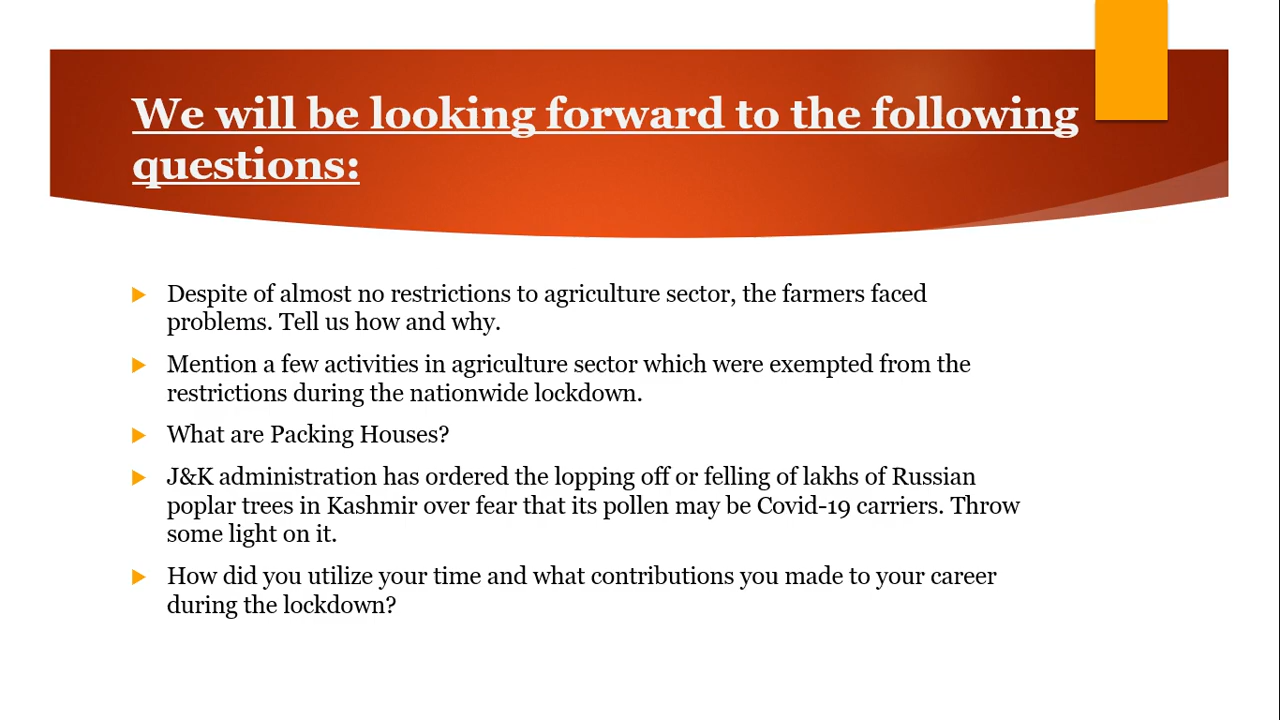 We will be looking forward to the following
questions:
Despite of almost no restrictions to agriculture sector, the farmers faced
problems. Tell us how and why.
Mention a few activities in agriculture sector which were exempted from the
restrictions during the nationwide lockdown.
What are Packing Houses?
J&K administration has ordered the lopping off or felling of lakhs of Russian
poplar trees in Kashmir over fear that its pollen may be Covid-19 carriers. Throw
some light on it.
How did you utilize your time and what contributions you made to your career
during the lockdown?